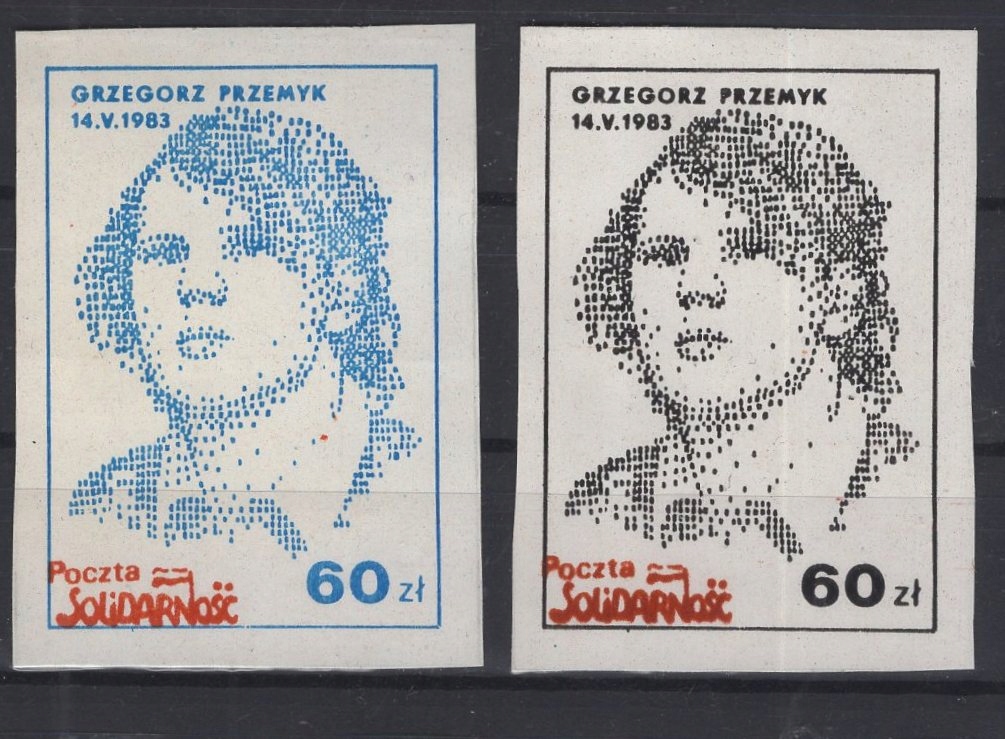 GRZEGORZ PRZEMYK
14.V.1983
Poczta
SOLiDARNOŚĆ
60 zł
GRZEGORZ PRZEMYK
14.V.1983
Poczta
SOLiDARNOŚĆ
60 zł